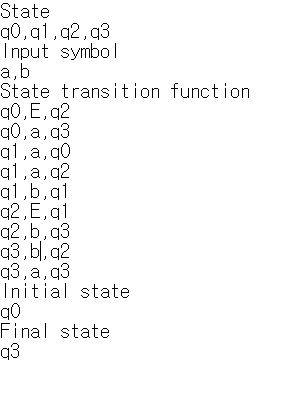 State
q0,q1,q2,q3
Input symbol
a,b
State transition function
q0,E,q2
q0,a,q3
q1,a,q0
q1,a,q2
q1,b,q1
q2,E,q1
q2,b,q3
q3,b,q2
q3,a,q3
Initial state
q0
Final state
q3